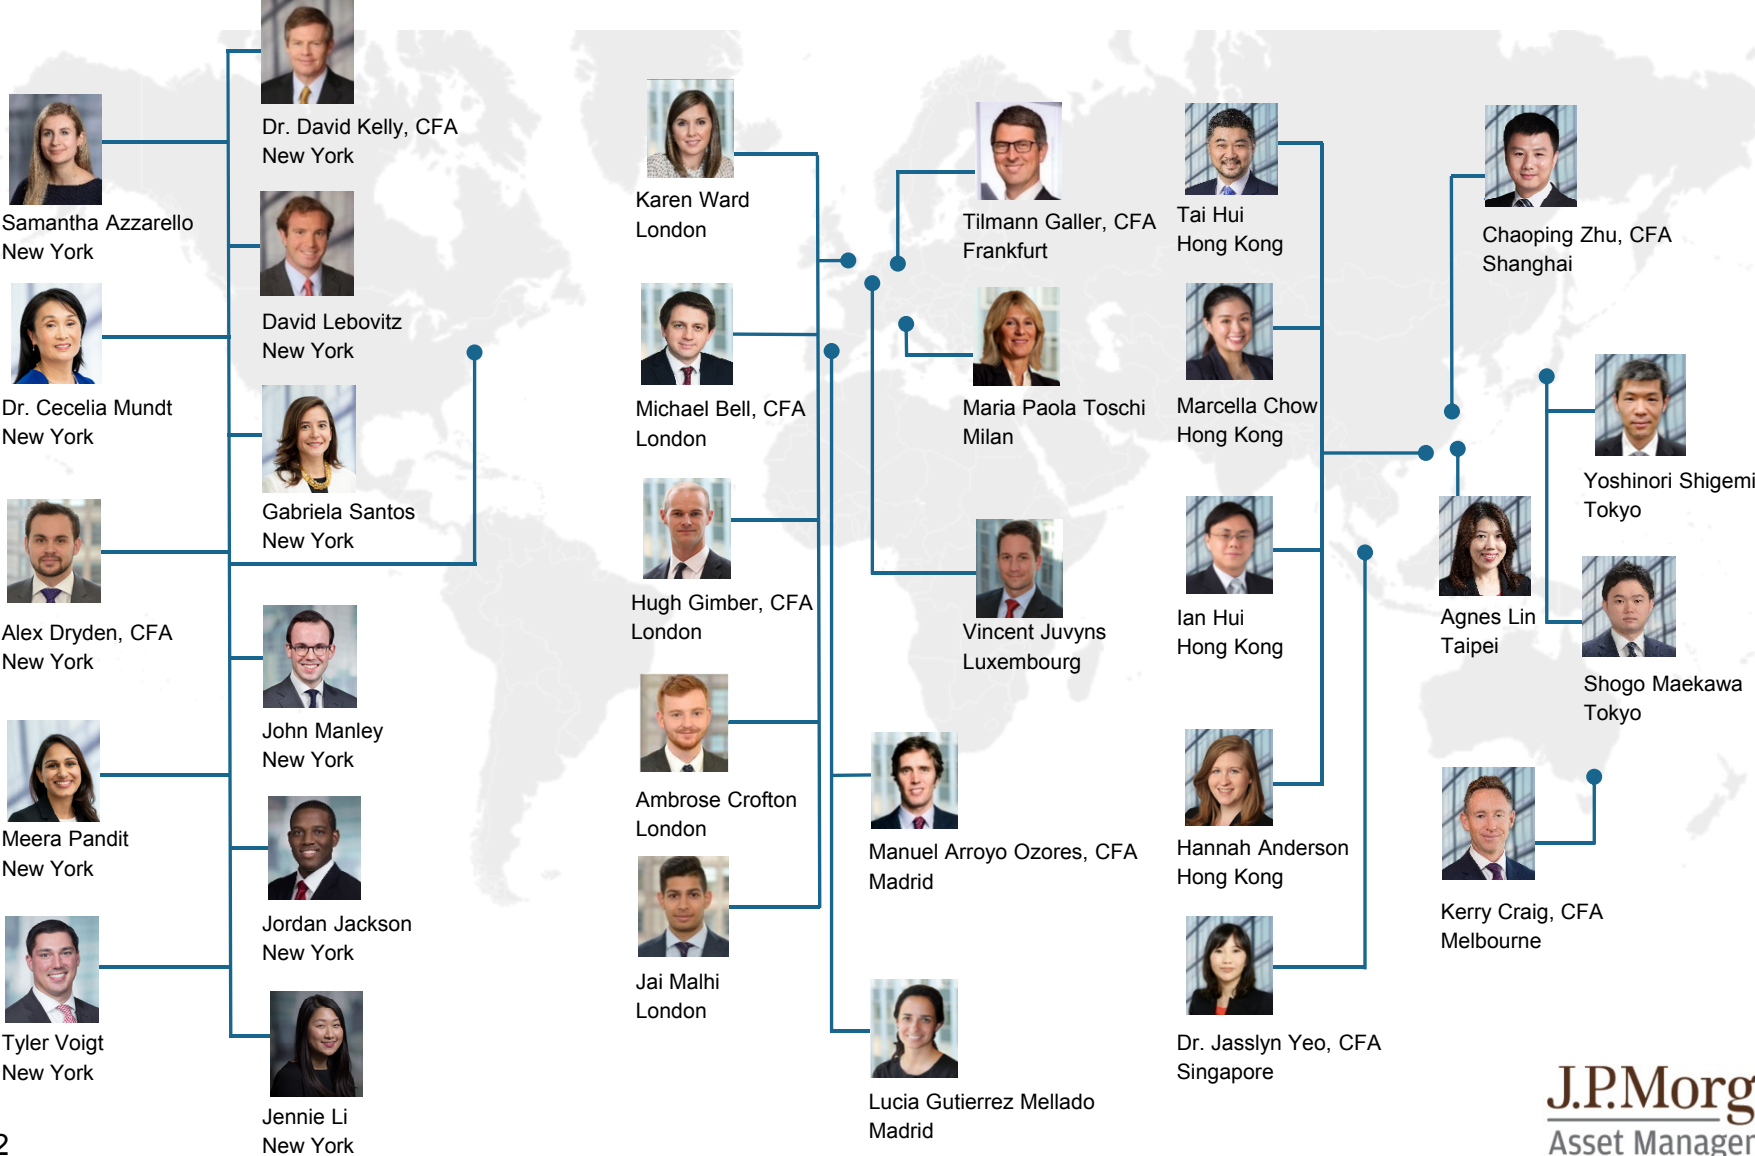 Dr. David Kelly, CFA
New York
Samantha Azzarello
New York
David Lebovitz
New York
Dr. Cecelia Mundt
New York
Gabriela Santos
New York
Alex Dryden, CFA
New York
John Manley
New York
Meera Pandit
New York
Jordan Jackson
New York
Tyler Voigt
New York
Jennie Li
New York
Karen Ward
London
Michael Bell, CFA
London
Hugh Gimber, CFA
London
Ambrose Crofton
London
Jai Malhi
London
Tilmann Galler, CFA
Frankfurt
Maria Paola Toschi
Milan
Vincent Juvyns
Luxembourg
Manuel Arroyo Ozores, CFA
Madrid
Lucia Gutierrez Mellado
Madrid
Tai Hui
Hong Kong
Marcella Chow
Hong Kong
Ian Hui
Hong Kong
Hannah Anderson
Hong Kong
Dr. Jasslyn Yeo, CFA
Singapore
Chaoping Zhu, CFA
Shanghai
Agnes Lin
Taipei
Yoshinori Shigemi
Tokyo
Shogo Maekawa
Tokyo
Kerry Craig, CFA
Melbourne
2
J.P.Morg
Asset Managem